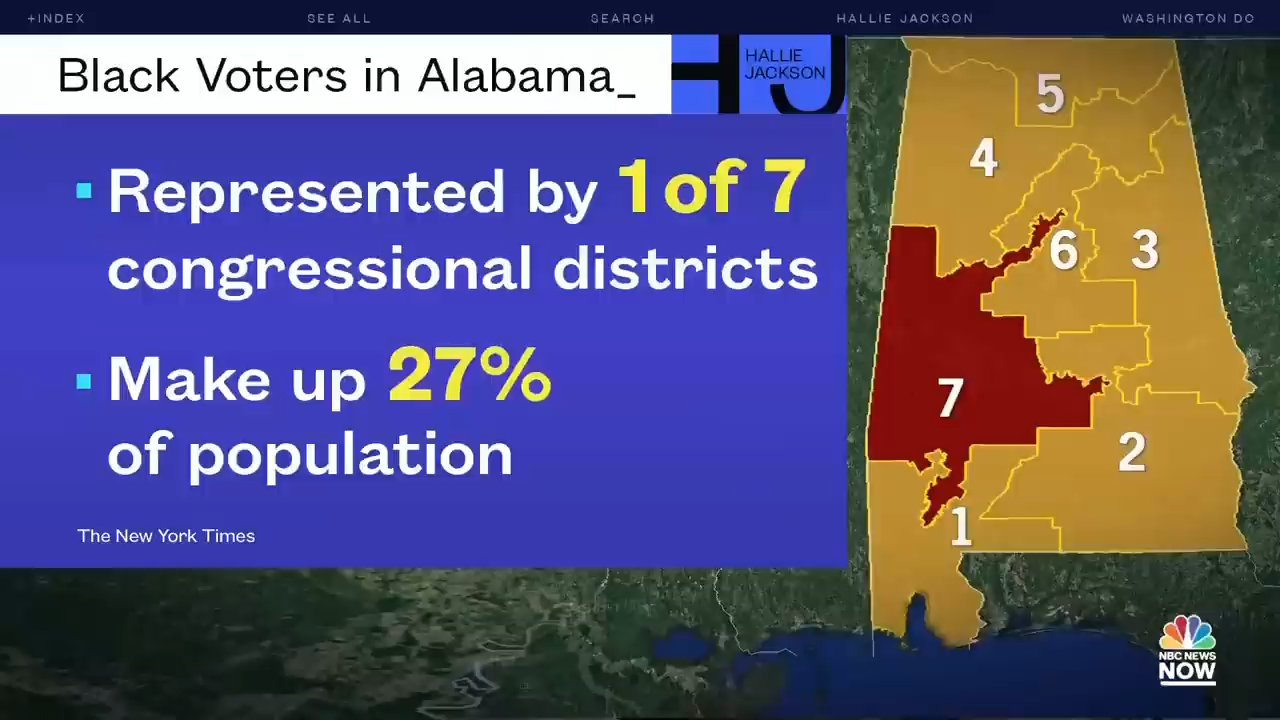 +INDEX
SEE ALL
SEARCH
HALLIE JACKSON
WASHINGTON DC
Black Voters in Alabama_
HALLIE
JACKSON
Represented by 1 of 7
congressional districts
Make up 27%
of population
The New York Times
5
4
6
3
7
2
1
NBC NEWS
NOW